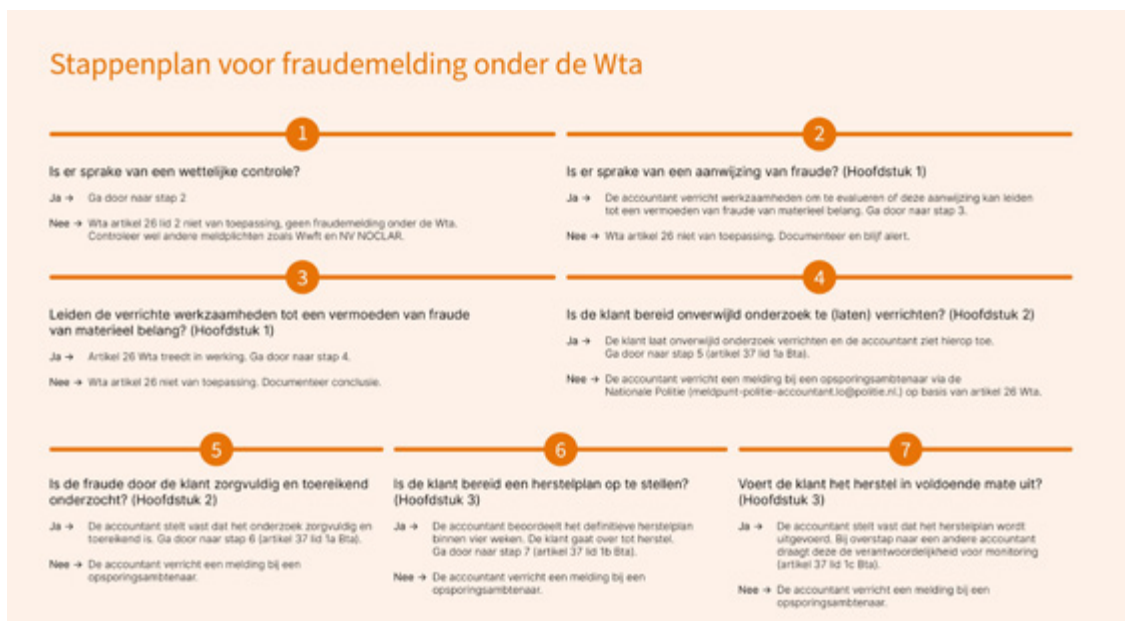 Stappenplan voor fraudemelding onder de Wta
1
Is er sprake van een wettelijke controle?
Ja → Ga door naar stap 2
Nee → Wta artikel 26 lid 2 niet van toepassing, geen fraudemelding onder de Wta.
Controleer wel andere meldplichten zoals Wwft en NV NOCLAR.
2
Is er sprake van een aanwijzing van fraude? (Hoofdstuk 1)
Ja → De accountant verricht werkzaamheden om te evalueren of deze aanwijzing kan leiden
tot een vermoeden van fraude van materieel belang. Ga door naar stap 3.
Nee → Wta artikel 26 niet van toepassing. Documenteer en blijf alert.
3
Leiden de verrichte werkzaamheden tot een vermoeden van fraude
van materieel belang? (Hoofdstuk 1)
Ja → Artikel 26 Wta treedt in werking. Ga door naar stap 4.
Nee → Wta artikel 26 niet van toepassing. Documenteer conclusie.
4
Is de klant bereid onverwijld onderzoek te (laten) verrichten? (Hoofdstuk 2)
Ja → De klant laat onverwijld onderzoek verrichten en de accountant ziet hierop toe.
Ga door naar stap 5 (artikel 37 lid 1a Bta).
Nee → De accountant verricht een melding bij een opsporingsambtenaar via de
Nationale Politie (meldpunt-politie-accountant.lo@politie.nl.) op basis van artikel 26 Wta.
5
Is de fraude door de klant zorgvuldig en toereikend
onderzocht? (Hoofdstuk 2)
Ja → De accountant stelt vast dat het onderzoek zorgvuldig en
toereikend is. Ga door naar stap 6 (artikel 37 lid 1a Bta).
Nee → De accountant verricht een melding bij een
opsporingsambtenaar.
6
Is de klant bereid een herstelplan op te stellen?
(Hoofdstuk 3)
Ja → De accountant beoordeelt het definitieve herstelplan
binnen vier weken. De klant gaat over tot herstel.
Ga door naar stap 7 (artikel 37 lid 1b Bta).
Nee → De accountant verricht een melding bij een
opsporingsambtenaar.
7
Voert de klant het herstel in voldoende mate uit?
(Hoofdstuk 3)
Ja → De accountant stelt vast dat het herstelplan wordt
uitgevoerd. Bij overstap naar een andere accountant
draagt deze de verantwoordelijkheid voor monitoring
(artikel 37 lid 1c Bta).
Nee → De accountant verricht een melding bij een
opsporingsambtenaar.